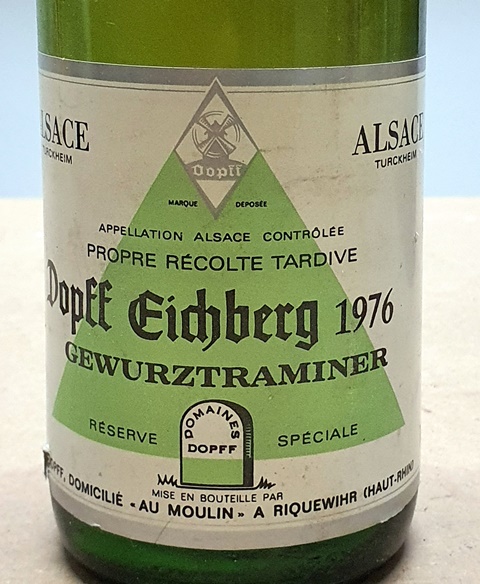 Dopff
MARQUE DEPOSÉE
ALSACE
TURCKHEIM
ALSACE
TURCKHEIM
APPELLATION ALSACE CONTRÔLÉE
PROPRE RÉCOLTE TARDIVE
Dopff Eichberg 1976
GEWURZTRAMINER
RÉSERVE SPÉCIALE
DOMAINES
DOPFF
MISE EN BOUTEILLE PAR
DOPFF, DOMICILIÉ «AU MOULIN» A RIQUEWIHR (HAUT-RHIN)